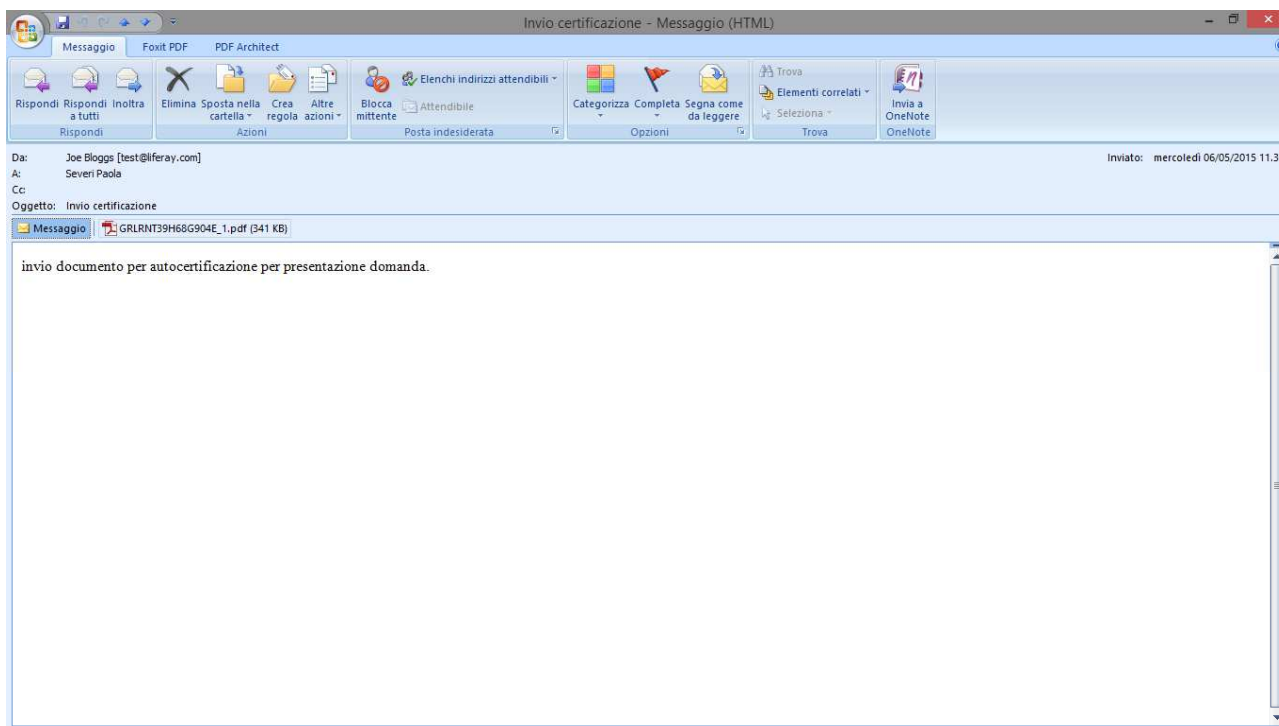 Invio certificazione - Messaggio (HTML)
Messaggio Foxit PDF PDF Architect
Rispondi Rispondi a tutti Inoltra
Elimina Sposta nella cartella Crea regola Altre azioni
Blocca mittente Elenchi indirizzi attendibili Attendibile
Categorizza Completa Segna come da leggere
Trova Elementi correlati Seleziona
Invia a OneNote
Rispondi Azioni Posta indesiderata Opzioni Trova OneNote
Da: Joe Bloggs [test@liferay.com] Inviato: mercoledì 06/05/2015 11.3
A: Severi Paola
Cc:
Oggetto: Invio certificazione
Messaggio GRLRNT39H68G904E_1.pdf (341 KB)
invio documento per autocertificazione per presentazione domanda.